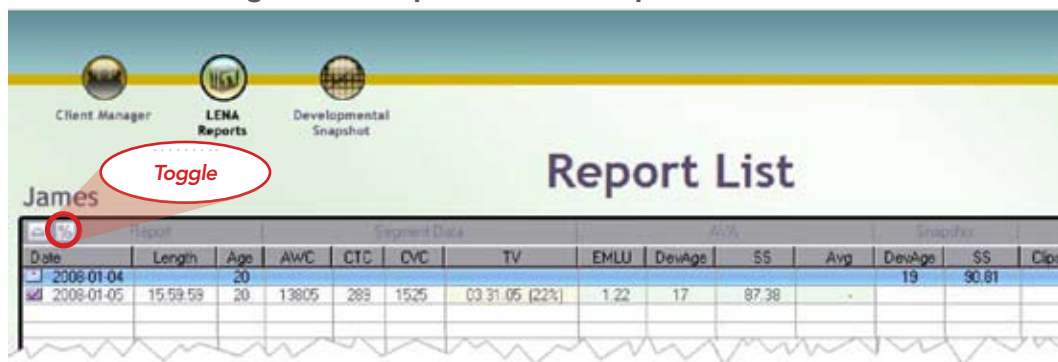 Client Manager
LENA Reports
Developmental Snapshot
Toggle
Report List
James
% Report Segment Data AVA Snapshot
Date Length Age AWC CTC CVC TV EMLU DevAge SS Avg DevAge SS Clips
2008-01-04 20 19 90.81
2008-01-05 15:59:59 20 13805 289 1525 03:31:05 (22%) 1.22 17 87.38 -